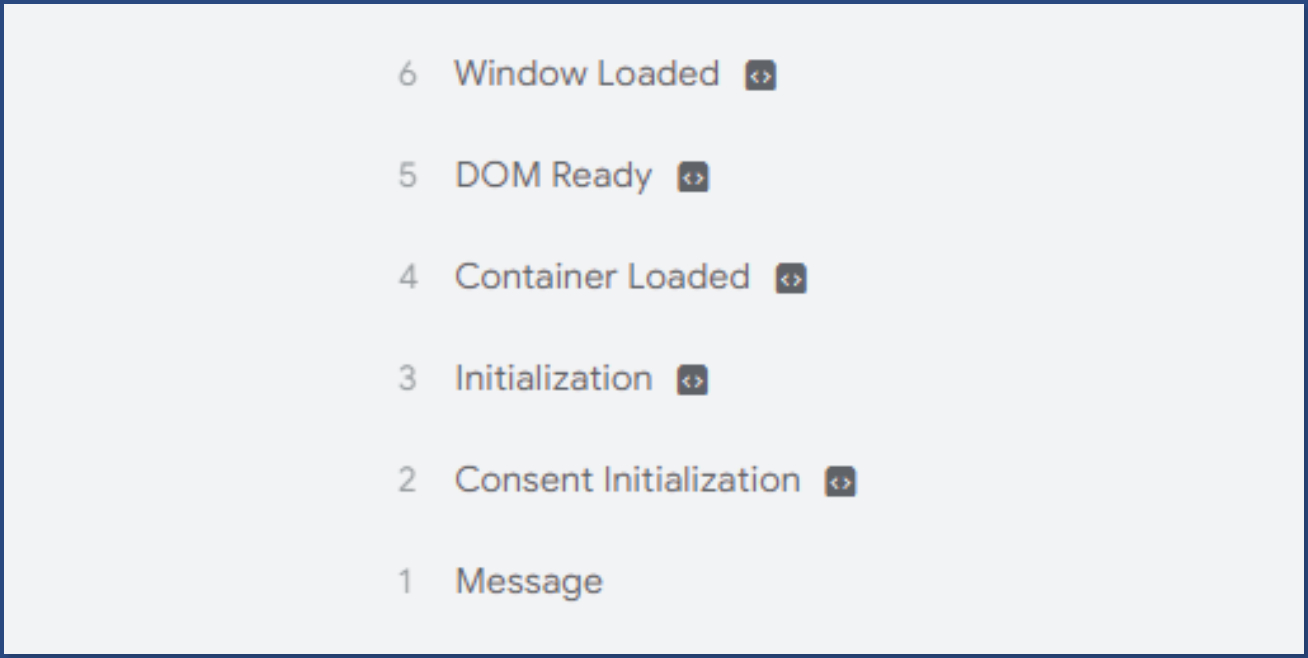 6 Window Loaded <>
5 DOM Ready <>
4 Container Loaded <>
3 Initialization <>
2 Consent Initialization <>
1 Message